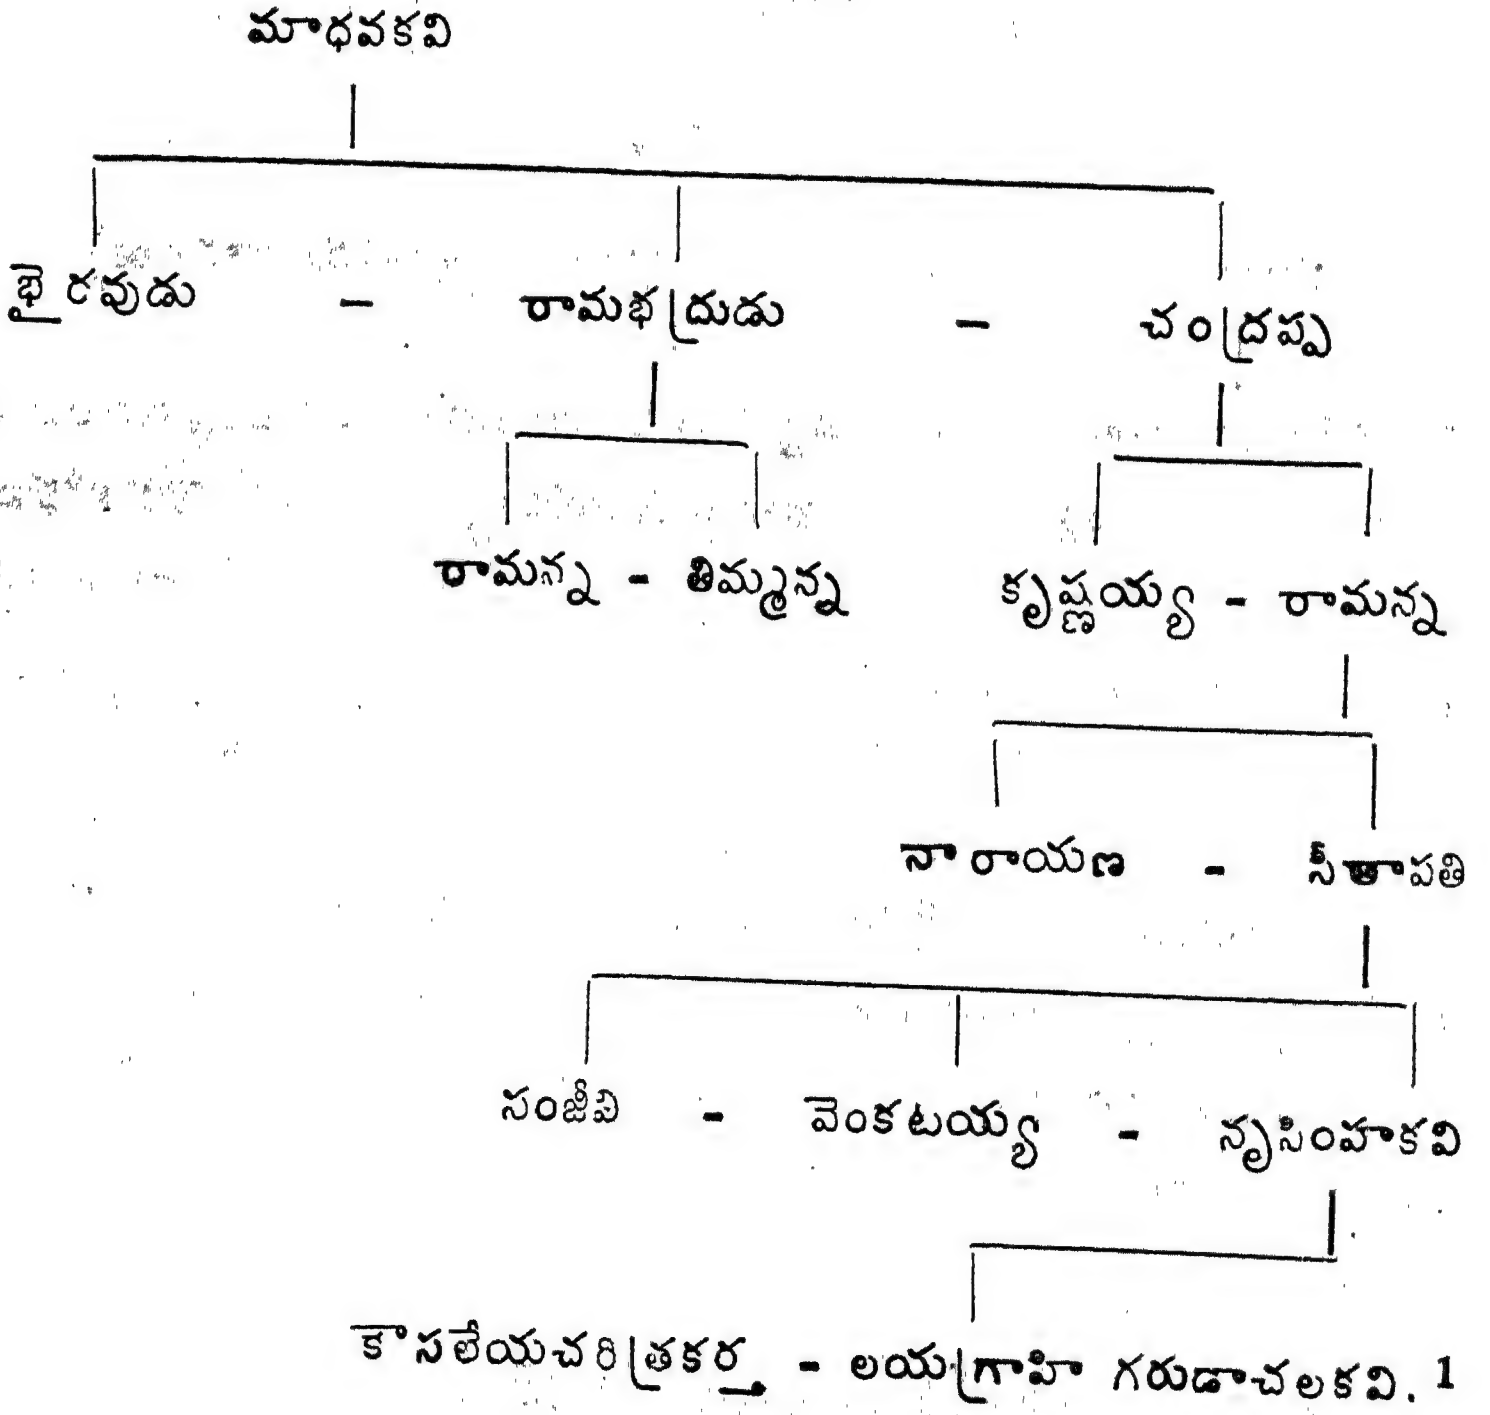 మాధవకవి
భైరవుడు - రామభద్రుడు - చంద్రప్ప
రామన్న - తిమ్మన్న కృష్ణయ్య - రామన్న
నారాయణ - సీతాపతి
సంజీవి - వెంకటయ్య - నృసింహకవి
కౌసలేయచరిత్రకర్త - లయగ్రాహి గరుడాచలకవి. 1